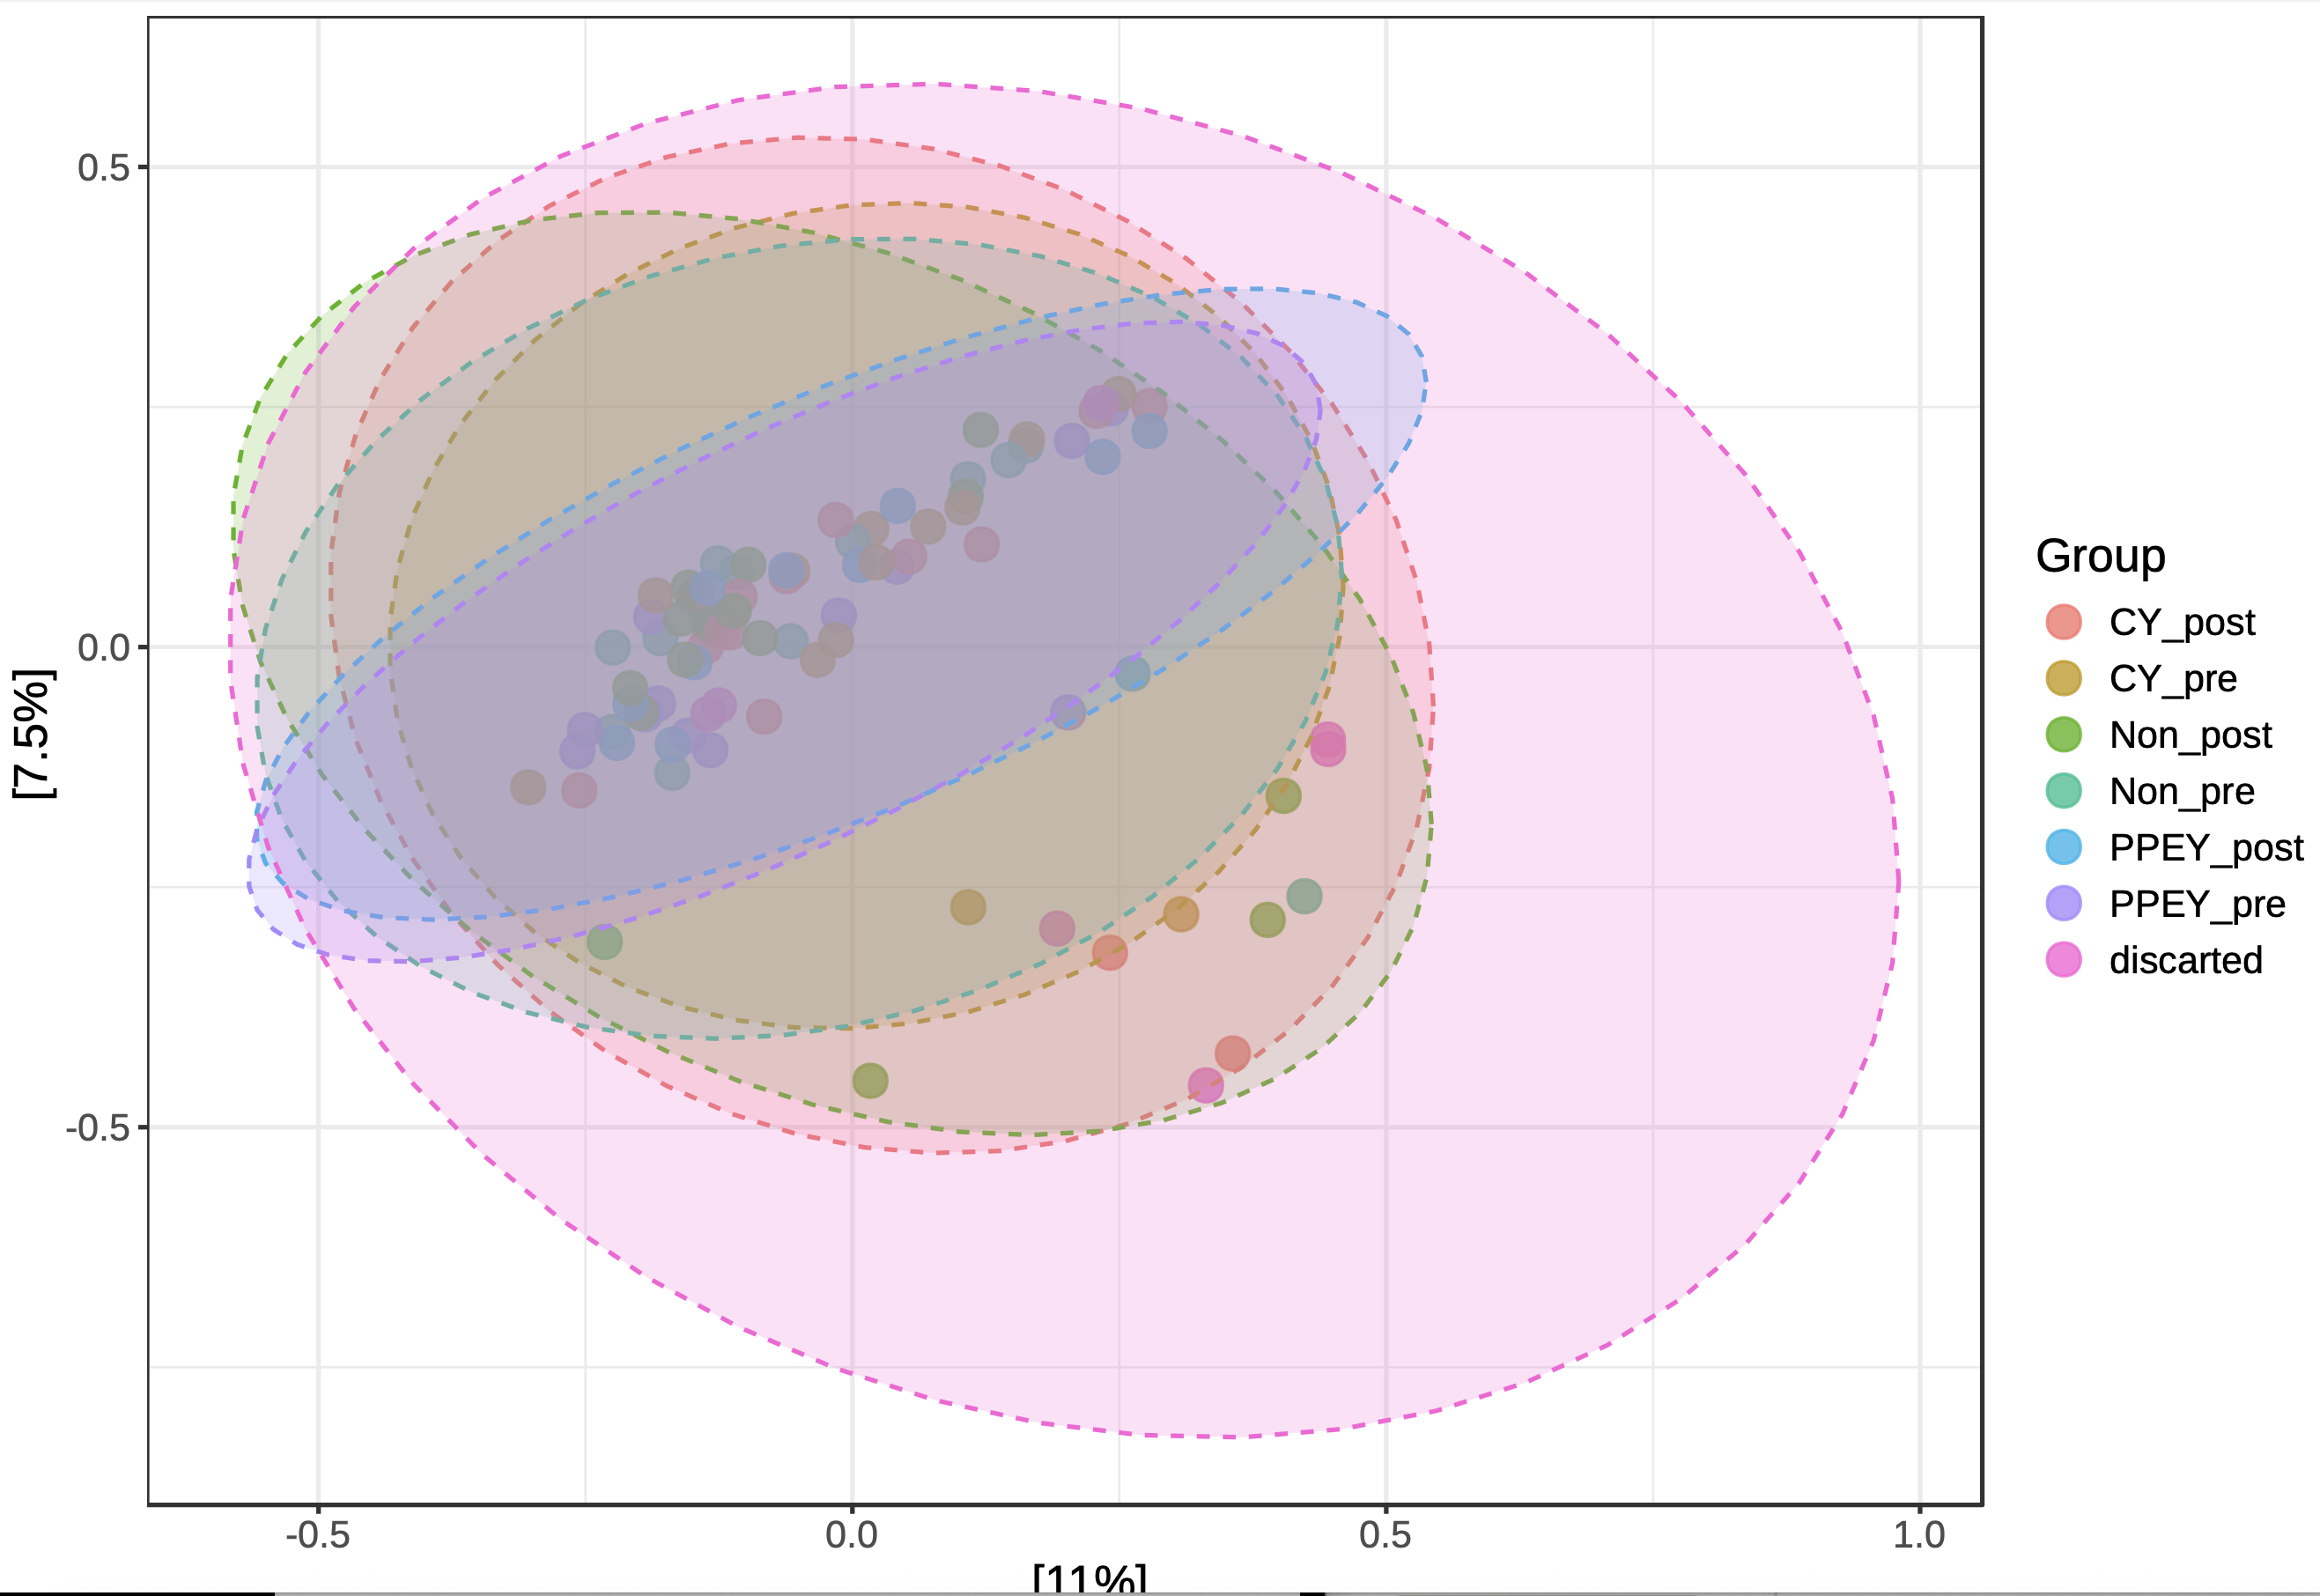 0.5
0.0
-0.5
[7.5%]
-0.5
0.0
0.5
1.0
[11%]
Group
CY_post
CY_pre
Non_post
Non_pre
PPEY_post
PPEY_pre
discarted